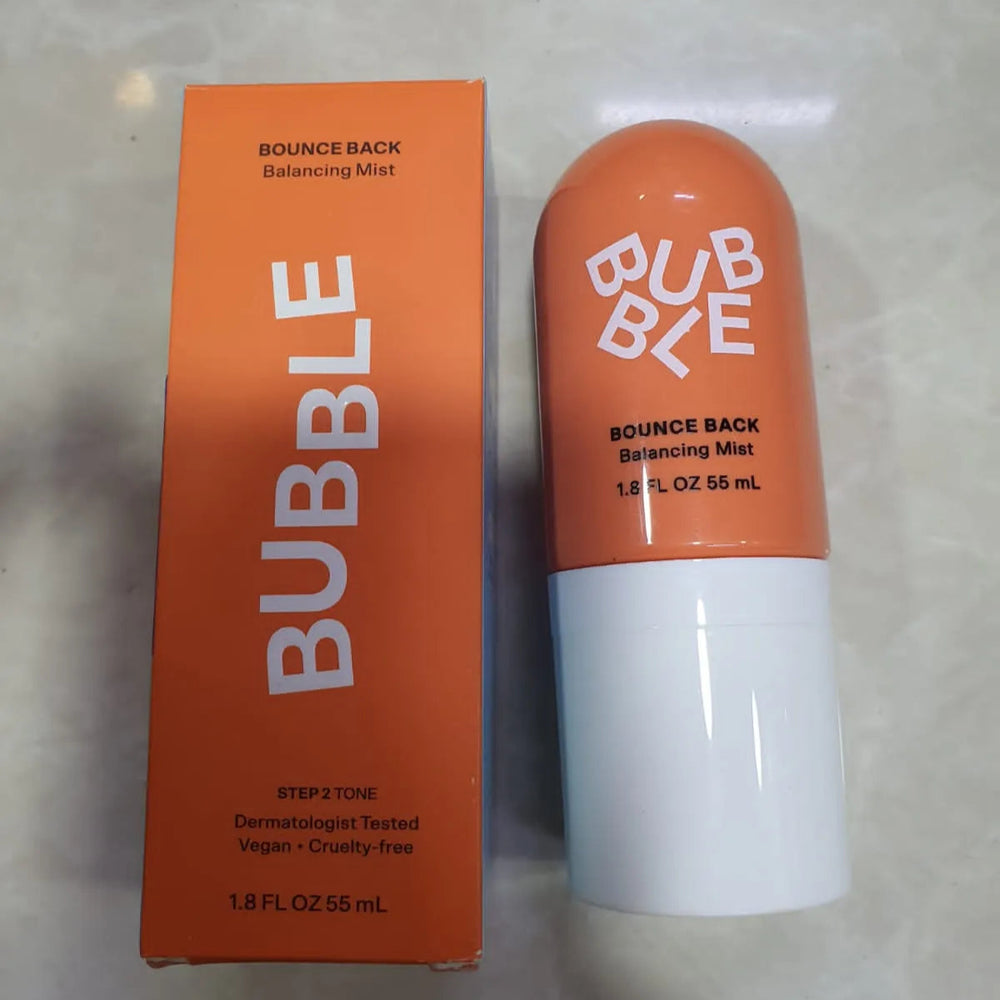 BOUNCE BACK
Balancing Mist
BUBBLE
STEP 2 TONE
Dermatologist Tested
Vegan • Cruelty-free
1.8 FL OZ 55 mL
BUB
BLE
BOUNCE BACK
Balancing Mist
1.8 FL OZ 55 mL